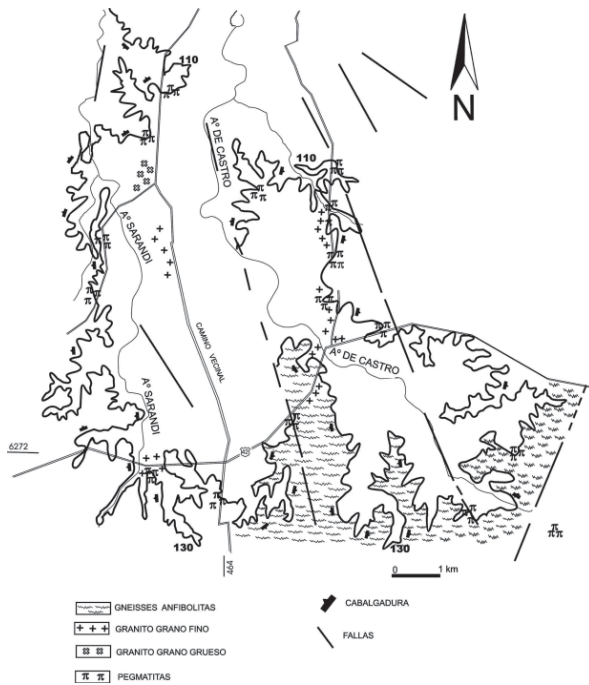 110
N
Aº DE CASTRO
110
Aº SARANDI
CAMINO VECINAL
Aº DE CASTRO
Aº SARANDI
6272
130
130
464
0 1 km
GNEISSES ANFIBOLITAS
CABALGADURA
GRANITO GRANO FINO
FALLAS
GRANITO GRANO GRUESO
PEGMATITAS